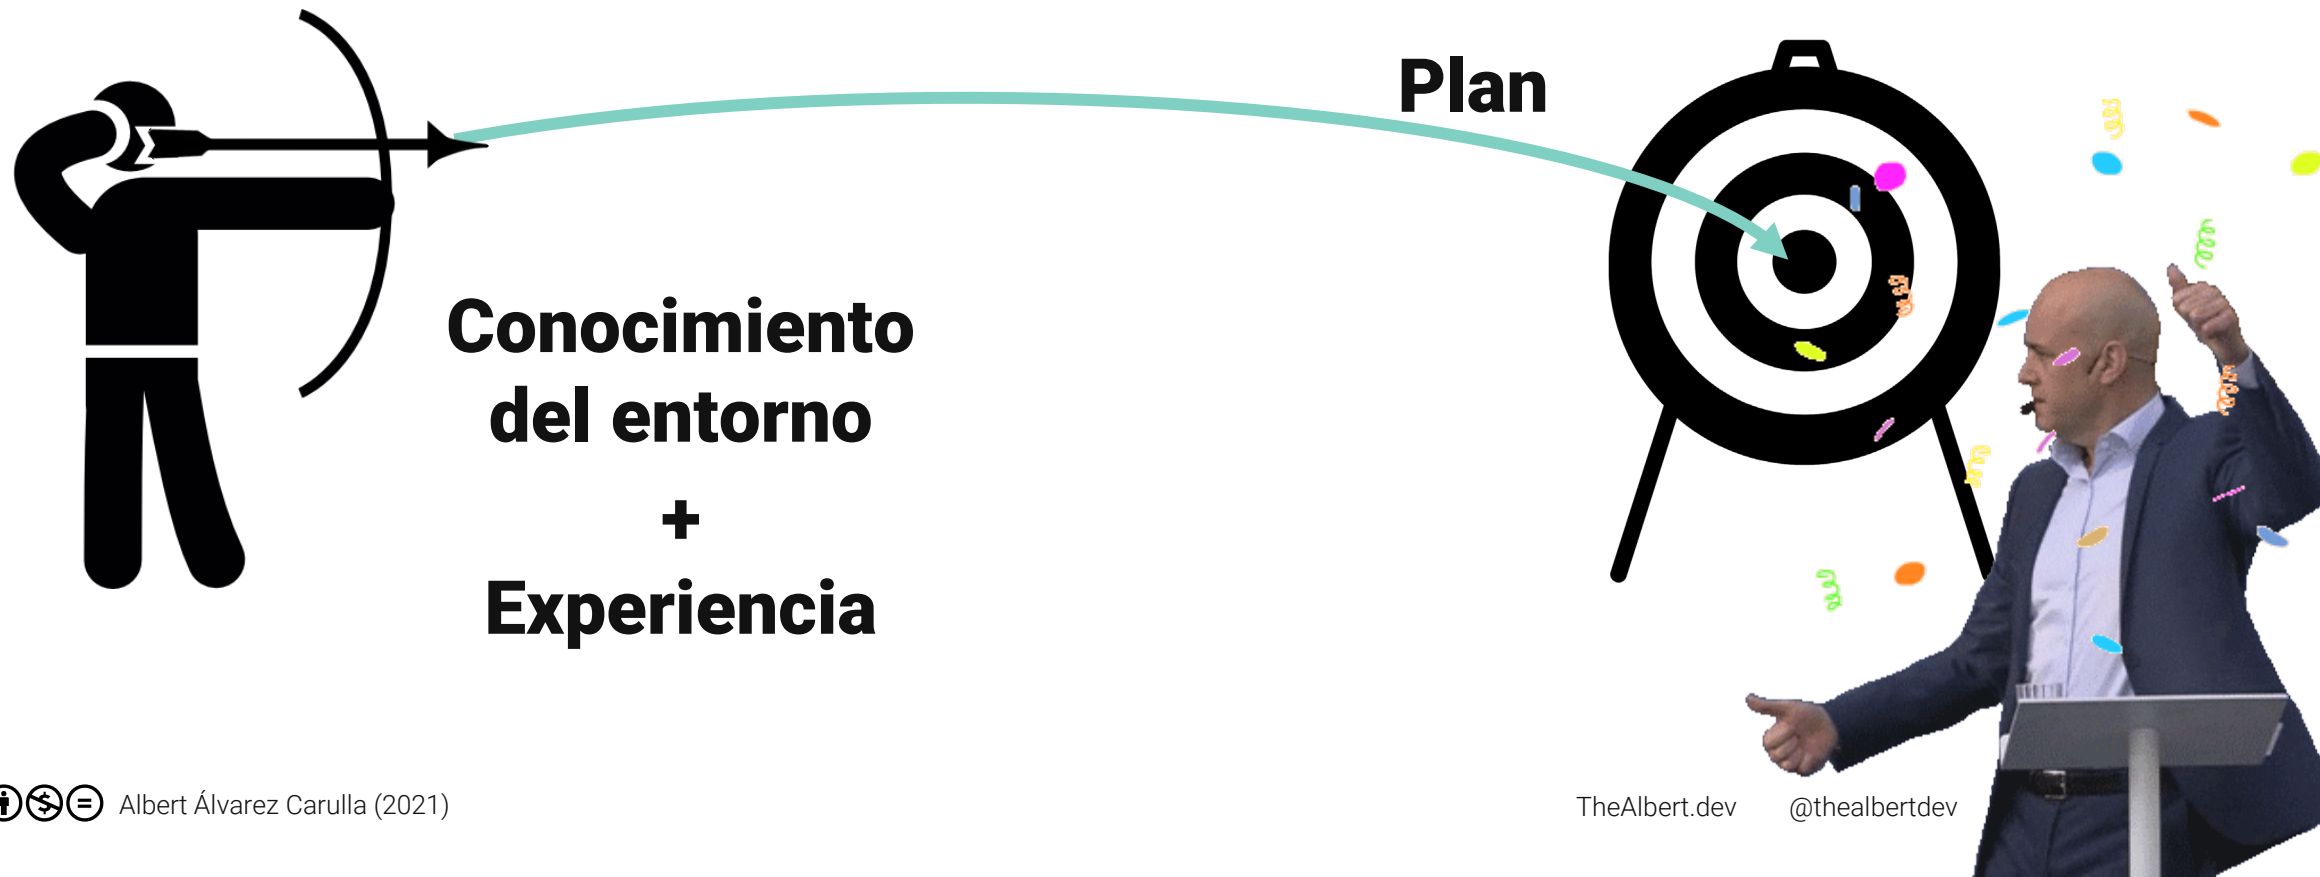 Plan
Conocimiento
del entorno
+
Experiencia
Albert Álvarez Carulla (2021)
TheAlbert.dev
@thealbertdev